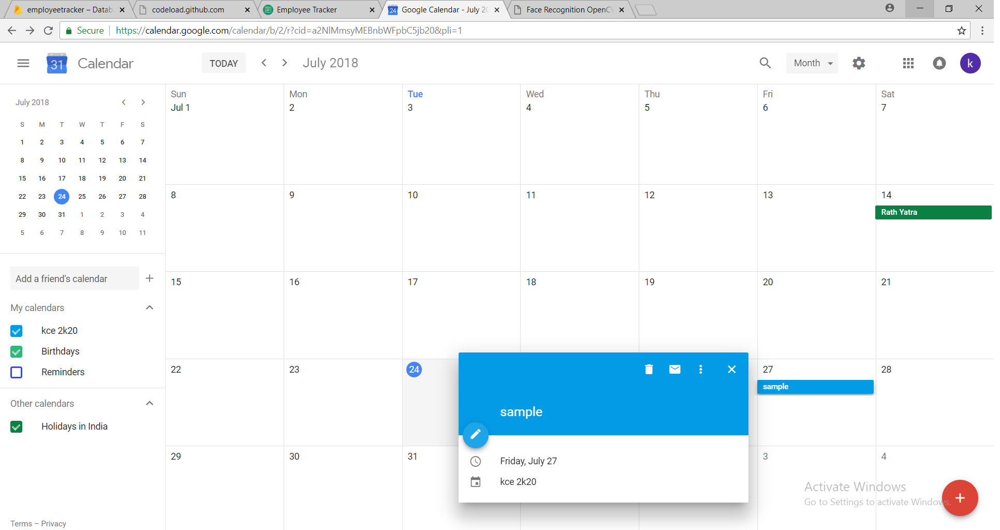 employeetracker – Datab
codeload.github.com
Employee Tracker
24 Google Calendar - July 20
Face Recognition OpenCV
Secure https://calendar.google.com/calendar/b/2/r?cid=a2NlMmsyMEBnbWFpbC5jb20&pli=1
31 Calendar TODAY July 2018 Month k
July 2018
S M T W T F S
1 2 3 4 5 6 7
8 9 10 11 12 13 14
15 16 17 18 19 20 21
22 23 24 25 26 27 28
29 30 31 1 2 3 4
5 6 7 8 9 10 11
Add a friend's calendar
My calendars
kce 2k20
Birthdays
Reminders
Other calendars
Holidays in India
Terms – Privacy
Sun Mon Tue Wed Thu Fri Sat
Jul 1 2 3 4 5 6 7
8 9 10 11 12 13 14
Rath Yatra
15 16 17 18 19 20 21
22 23 24 27 28
sample
sample
29 30 31 3 4
Friday, July 27
kce 2k20
Activate Windows
Go to Settings to activate Windows.